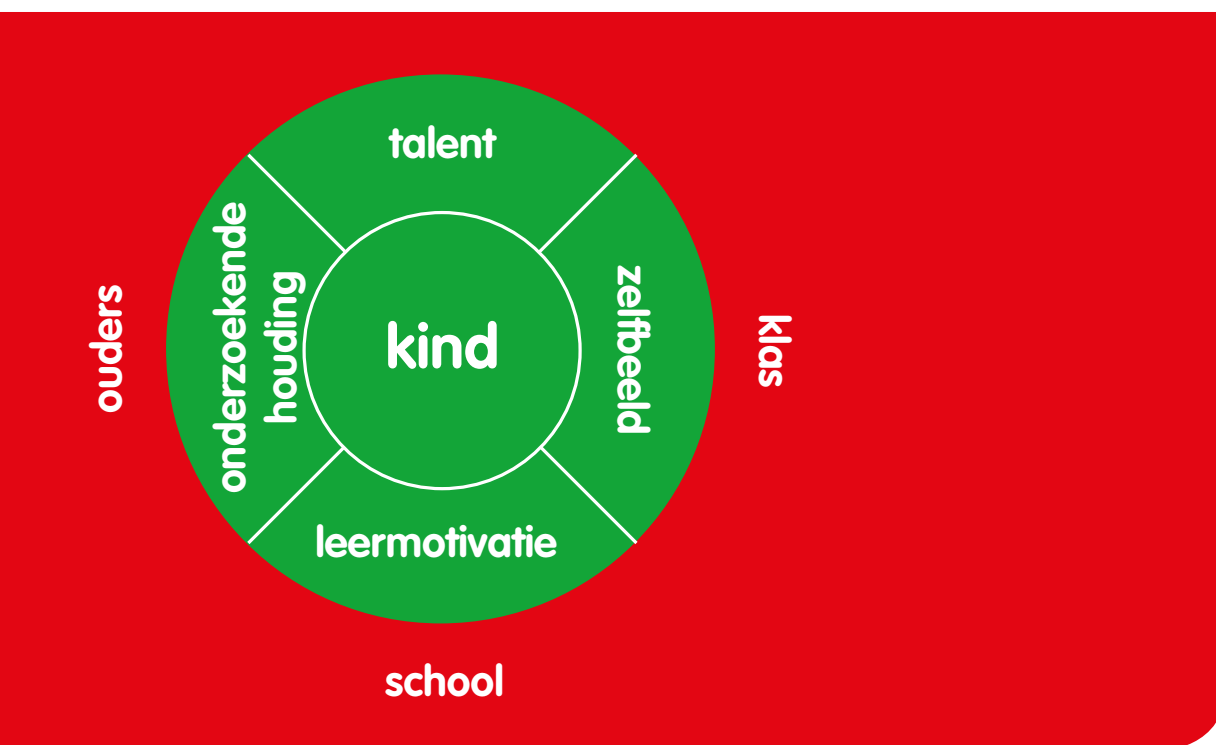 talent
onderzoekende
houding
kind
zelfbeeld
leermotivatie
ouders
klas
school